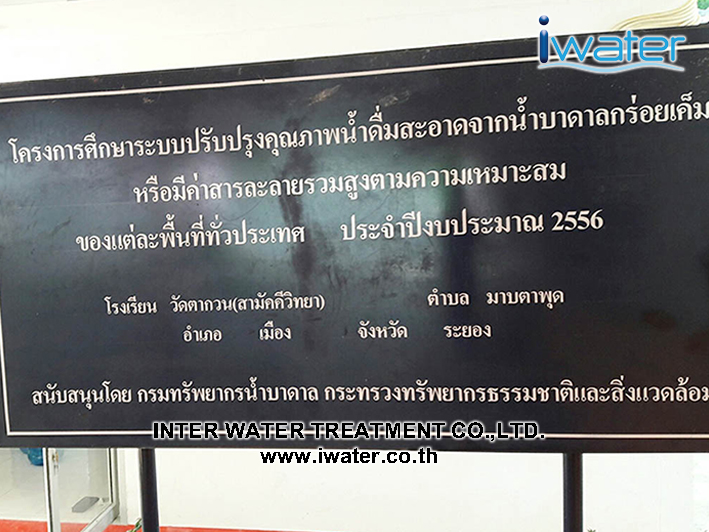 iwater
โครงการศึกษาระบบปรับปรุงคุณภาพน้ำดื่มสะอาดจากน้ำบาดาลกร่อยเค็ม
หรือมีค่าสารละลายรวมสูงตามความเหมาะสม
ของแต่ละพื้นที่ทั่วประเทศ ประจำปีงบประมาณ 2556
โรงเรียน วัดตากวน(สามัคคีวิทยา) ตำบล มาบตาพุด
อำเภอ เมือง จังหวัด ระยอง
สนับสนุนโดย กรมทรัพยากรน้ำบาดาล กระทรวงทรัพยากรธรรมชาติและสิ่งแวดล้อม
INTER WATER TREATMENT CO.,LTD.
www.iwater.co.th